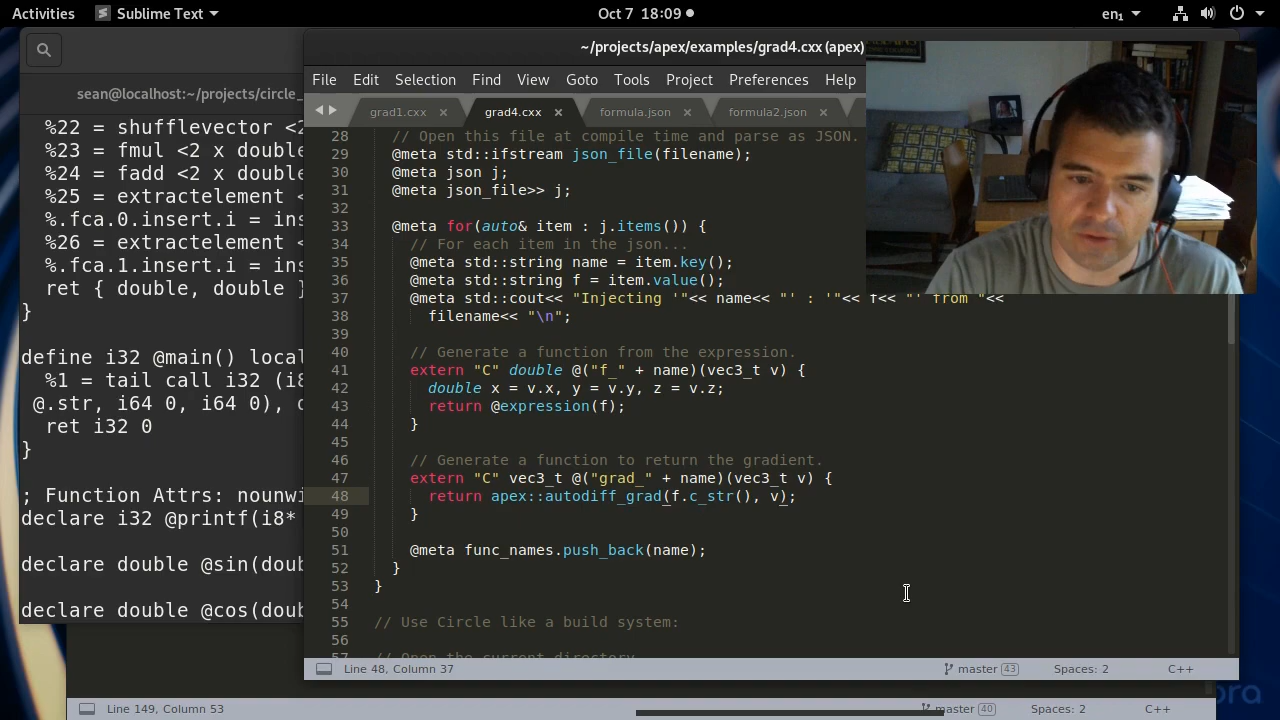 Activities Sublime Text Oct 7 18:09 en₁
~/projects/apex/examples/grad4.cxx (apex)
File Edit Selection Find View Goto Tools Project Preferences Help
sean@localhost:~/projects/circle_
grad1.cxx × grad4.cxx × formula.json × formula2.json ×
%22 = shufflevector <2
%23 = fmul <2 x double
%24 = fadd <2 x double
%25 = extractelement <
%.fca.0.insert.i = ins
%26 = extractelement <
%.fca.1.insert.i = ins
ret { double, double }
}
define i32 @main() local
%1 = tail call i32 (i8
@.str, i64 0, i64 0), d
ret i32 0
}
; Function Attrs: nounwi
declare i32 @printf(i8*
declare double @sin(doub
declare double @cos(doub
28 // Open this file at compile time and parse as JSON.
29 @meta std::ifstream json_file(filename);
30 @meta json j;
31 @meta json_file>> j;
32
33 @meta for(auto& item : j.items()) {
34 // For each item in the json...
35 @meta std::string name = item.key();
36 @meta std::string f = item.value();
37 @meta std::cout<< "Injecting '"<< name<< "' : '"<< f<< "' from "<<
38 filename<< "\n";
39
40 // Generate a function from the expression.
41 extern "C" double @("f_" + name)(vec3_t v) {
42 double x = v.x, y = v.y, z = v.z;
43 return @expression(f);
44 }
45
46 // Generate a function to return the gradient.
47 extern "C" vec3_t @("grad_" + name)(vec3_t v) {
48 return apex::autodiff_grad(f.c_str(), v);
49 }
50
51 @meta func_names.push_back(name);
52 }
53 }
54
55 // Use Circle like a build system:
56
57 // Open the current directory
Line 48, Column 37 master 43 Spaces: 2 C++
Line 149, Column 53 master 40 Spaces: 2 C++